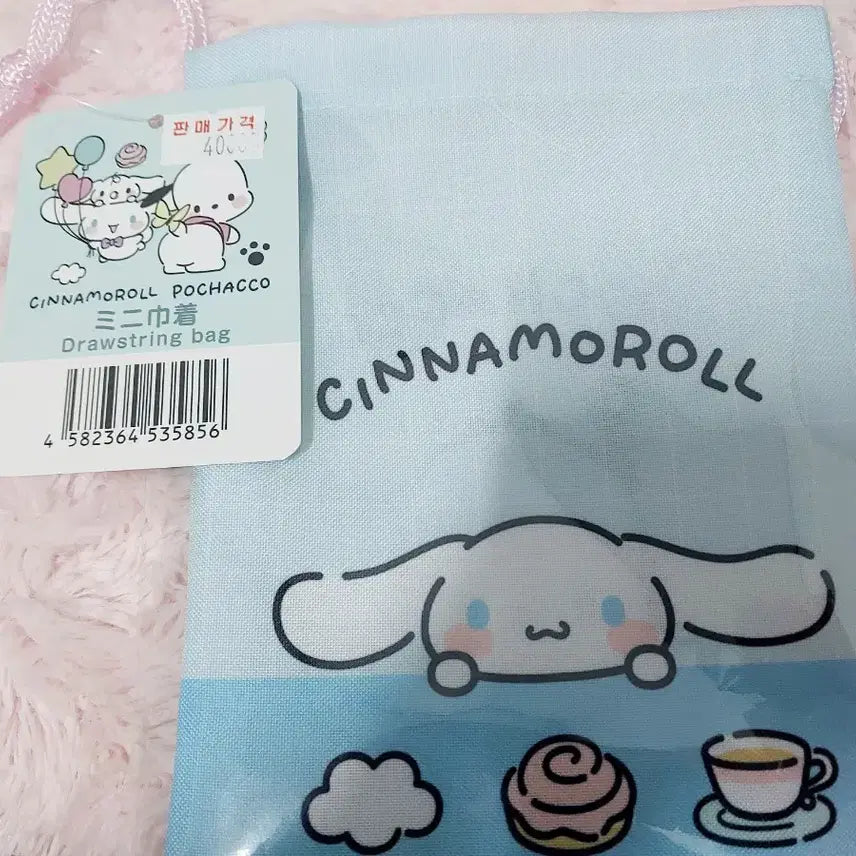 판매가격
CINNAMOROLL POCHACCO
ミニ巾着
Drawstring bag
4 582364 535856
CINNAMOROLL